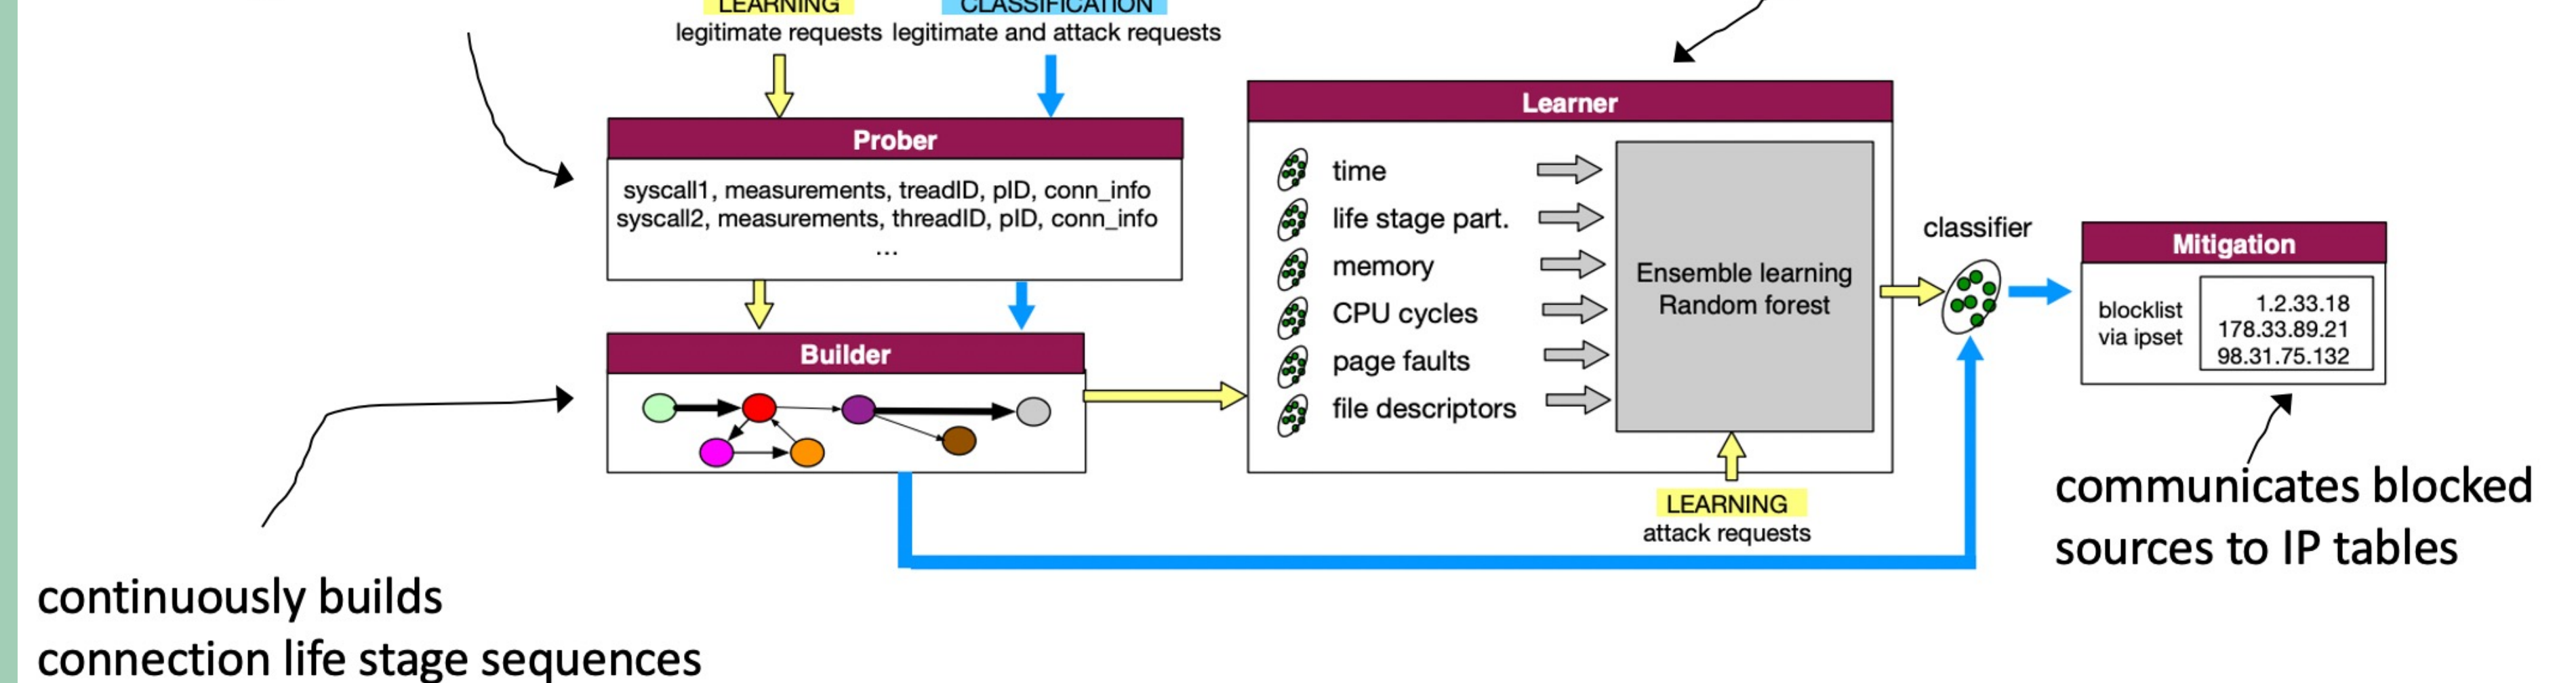 LEARNING
CLASSIFICATION
legitimate requests
legitimate and attack requests
Prober
syscall1, measurements, treadID, pID, conn_info
syscall2, measurements, threadID, pID, conn_info
...
Builder
Learner
time
life stage part.
memory
CPU cycles
page faults
file descriptors
Ensemble learning
Random forest
LEARNING
attack requests
classifier
Mitigation
blocklist
via ipset
1.2.33.18
178.33.89.21
98.31.75.132
communicates blocked
sources to IP tables
continuously builds
connection life stage sequences